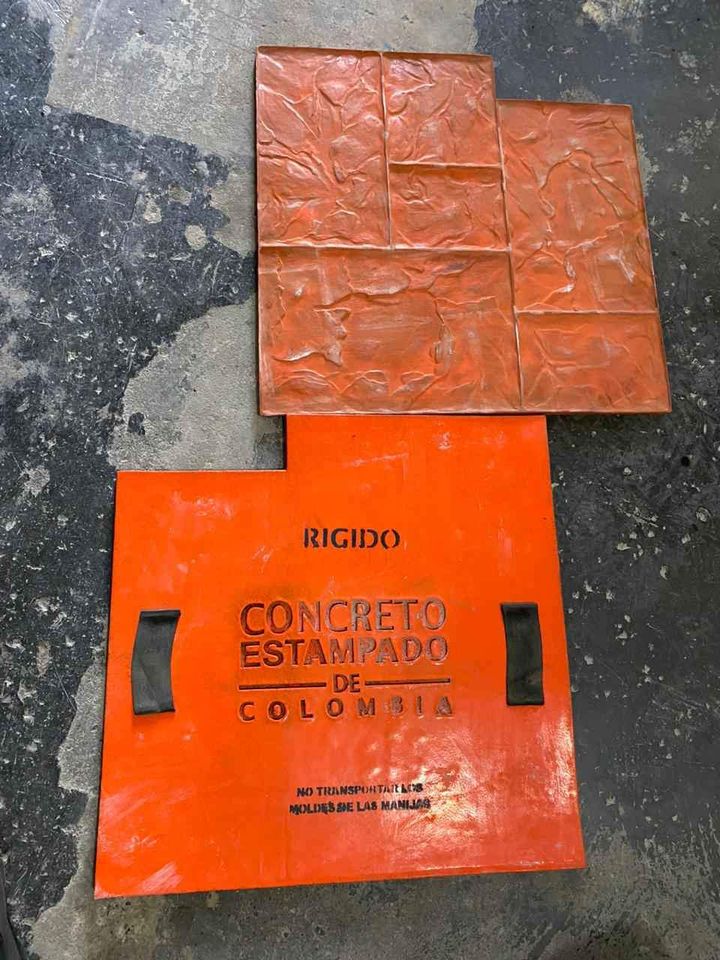 RIGIDO
CONCRETO
ESTAMPADO
DE
COLOMBIA
NO TRANSPORTAR LOS
MOLDES DE LAS MANIJAS